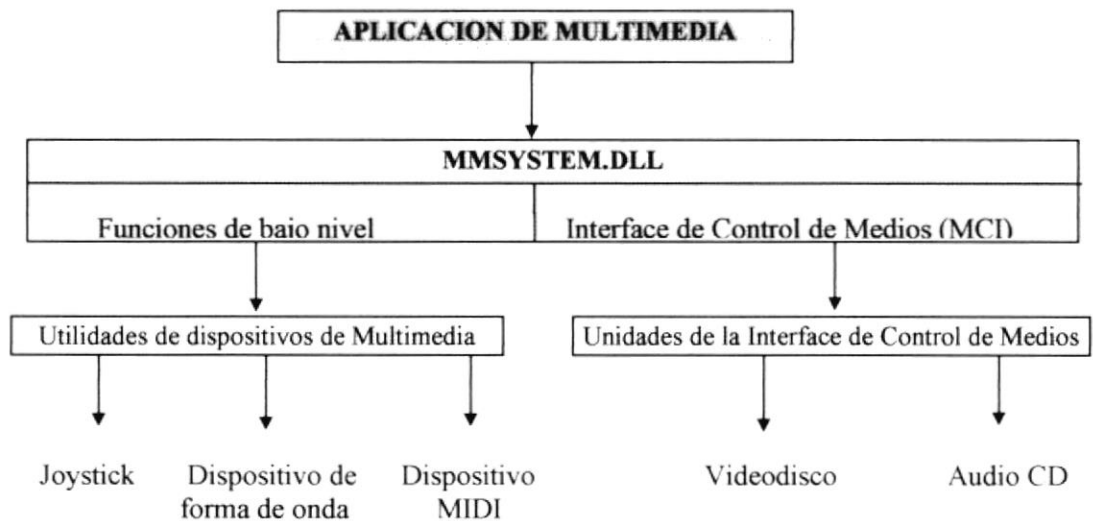 APLICACION DE MULTIMEDIA
MMSYSTEM.DLL
Funciones de bajo nivel
Interface de Control de Medios (MCI)
Utilidades de dispositivos de Multimedia
Unidades de la Interface de Control de Medios
Joystick
Dispositivo de
forma de onda
Dispositivo
MIDI
Videodisco
Audio CD